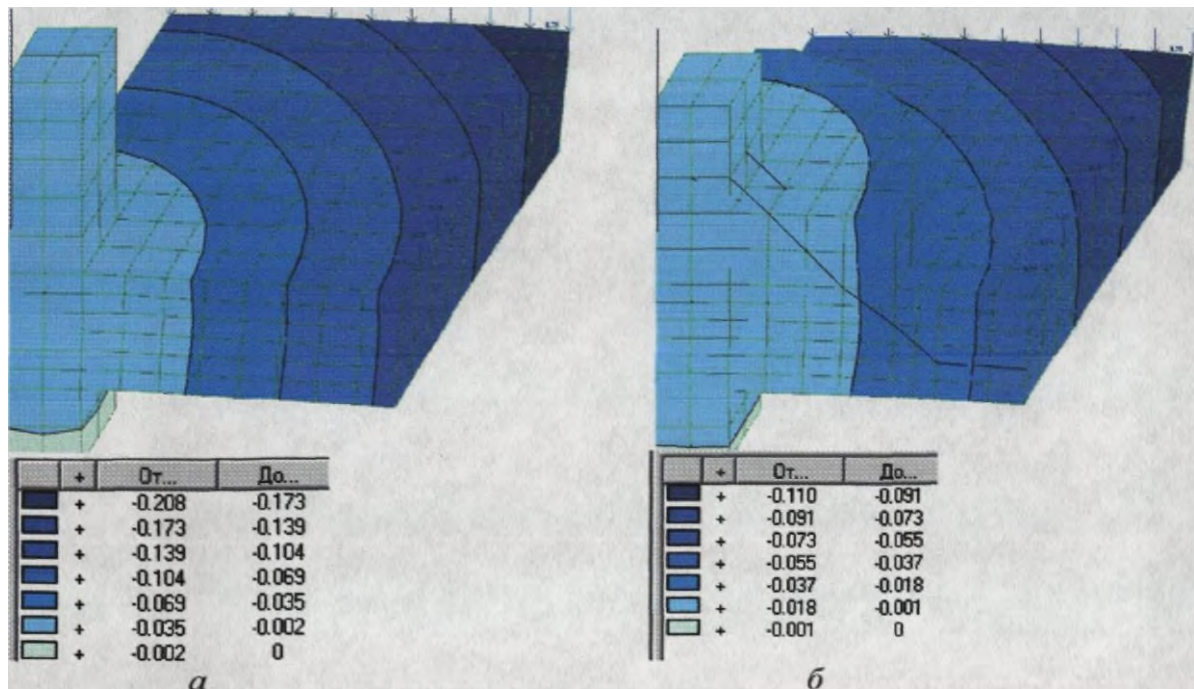 + От... До...
+ -0.208 -0.173
+ -0.173 -0.139
+ -0.139 -0.104
+ -0.104 -0.069
+ -0.069 -0.035
+ -0.035 -0.002
+ -0.002 0
а
+ От... До...
+ -0.110 -0.091
+ -0.091 -0.073
+ -0.073 -0.055
+ -0.055 -0.037
+ -0.037 -0.018
+ -0.018 -0.001
+ -0.001 0
б